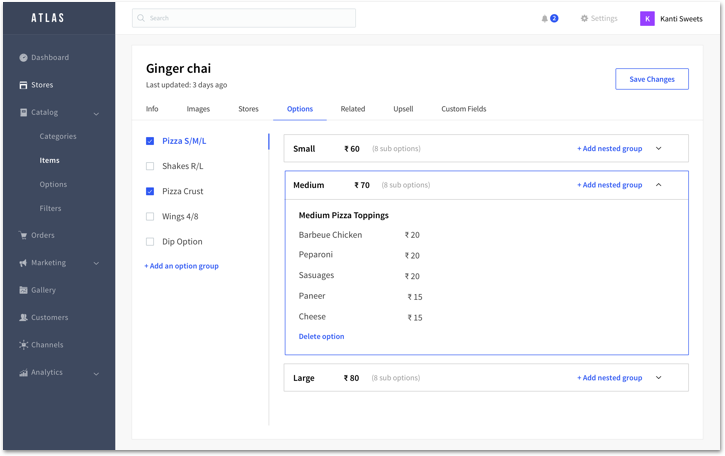 ATLAS
Search
2
Settings
K
Kanti Sweets
Dashboard
Stores
Catalog
Categories
Items
Options
Filters
Orders
Marketing
Gallery
Customers
Channels
Analytics
Ginger chai
Last updated: 3 days ago
Save Changes
Info Images Stores Options Related Upsell Custom Fields
Pizza S/M/L
Shakes R/L
Pizza Crust
Wings 4/8
Dip Option
+ Add an option group
Small ₹ 60 (8 sub options) + Add nested group
Medium ₹ 70 (8 sub options) + Add nested group
Medium Pizza Toppings
Barbeue Chicken ₹ 20
Peparoni ₹ 20
Sasuages ₹ 20
Paneer ₹ 15
Cheese ₹ 15
Delete option
Large ₹ 80 (8 sub options) + Add nested group